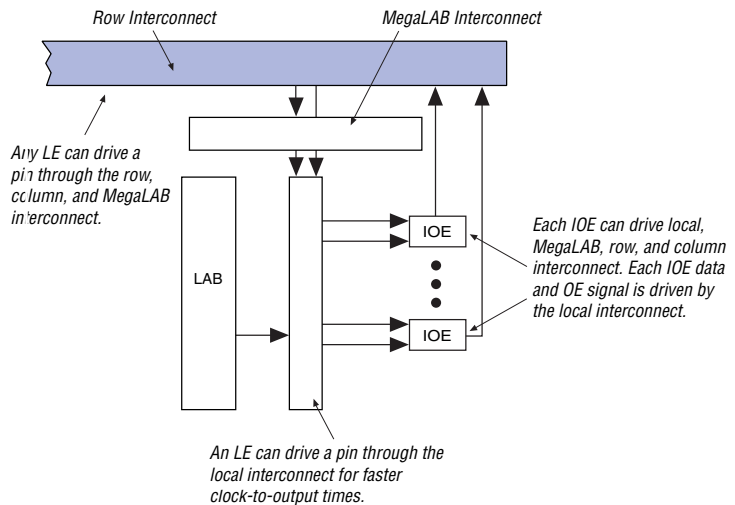 Row Interconnect
MegaLAB Interconnect
Any LE can drive a
pin through the row,
column, and MegaLAB
interconnect.
LAB
IOE
IOE
Each IOE can drive local,
MegaLAB, row, and column
interconnect. Each IOE data
and OE signal is driven by
the local interconnect.
An LE can drive a pin through the
local interconnect for faster
clock-to-output times.